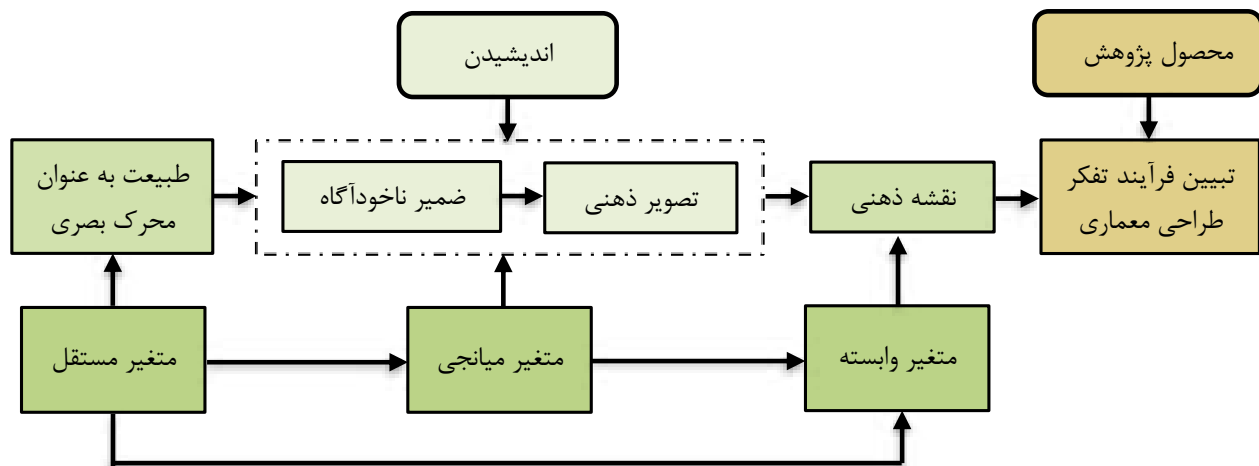 محصول پژوهش
اندیشیدن
تبیین فرآیند تفکر
طراحی معماری
نقشه ذهنی
تصویر ذهنی
ضمیر ناخودآگاه
طبیعت به عنوان
محرک بصری
متغیر وابسته
متغیر میانجی
متغیر مستقل